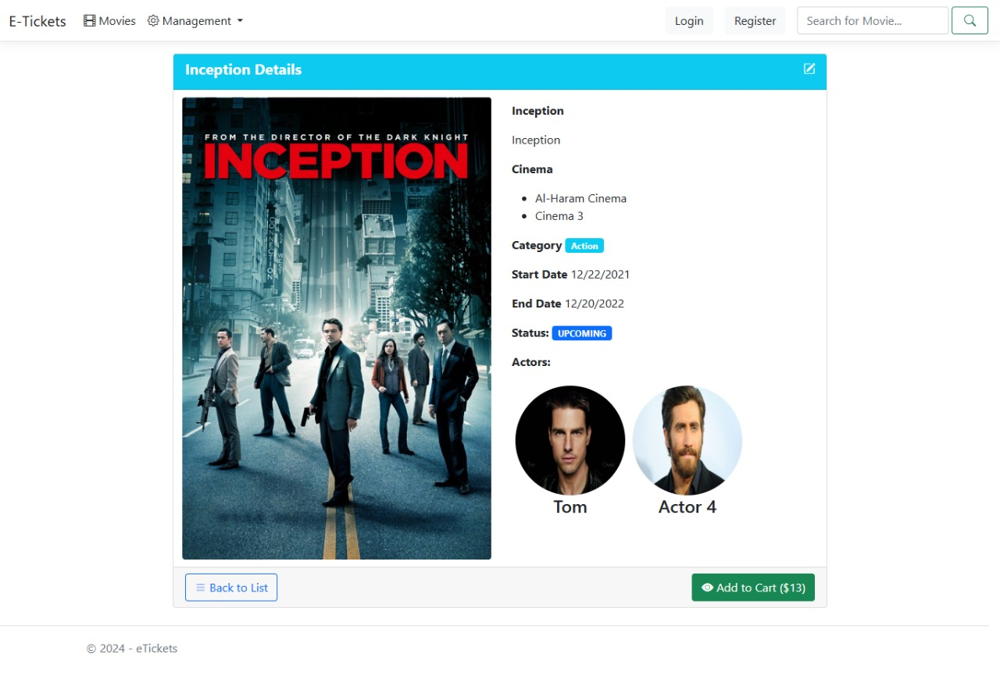 E-Tickets Movies Management Login Register Search for Movie...
Inception Details
FROM THE DIRECTOR OF THE DARK KNIGHT
INCEPTION
Inception
Inception
Cinema
Al-Haram Cinema
Cinema 3
Category Action
Start Date 12/22/2021
End Date 12/20/2022
Status: UPCOMING
Actors:
Tom
Actor 4
Back to List Add to Cart ($13)
© 2024 - eTickets